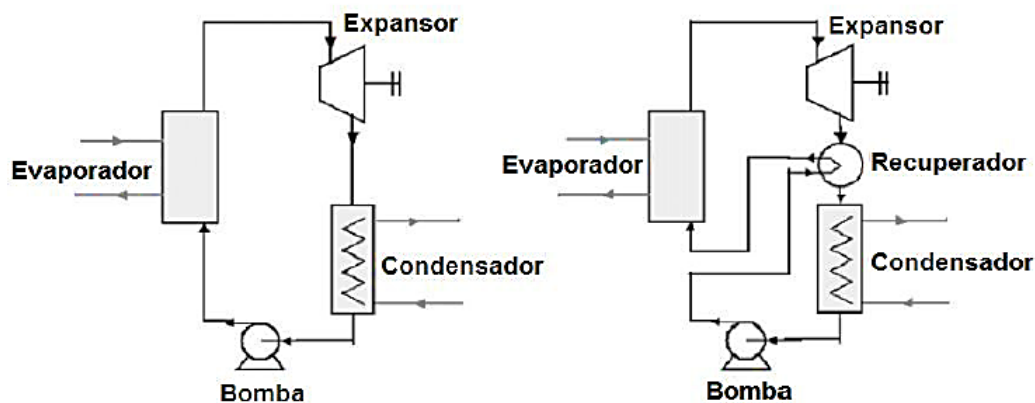 Expansor
Evaporador
Condensador
Bomba
Expansor
Evaporador
Recuperador
Condensador
Bomba